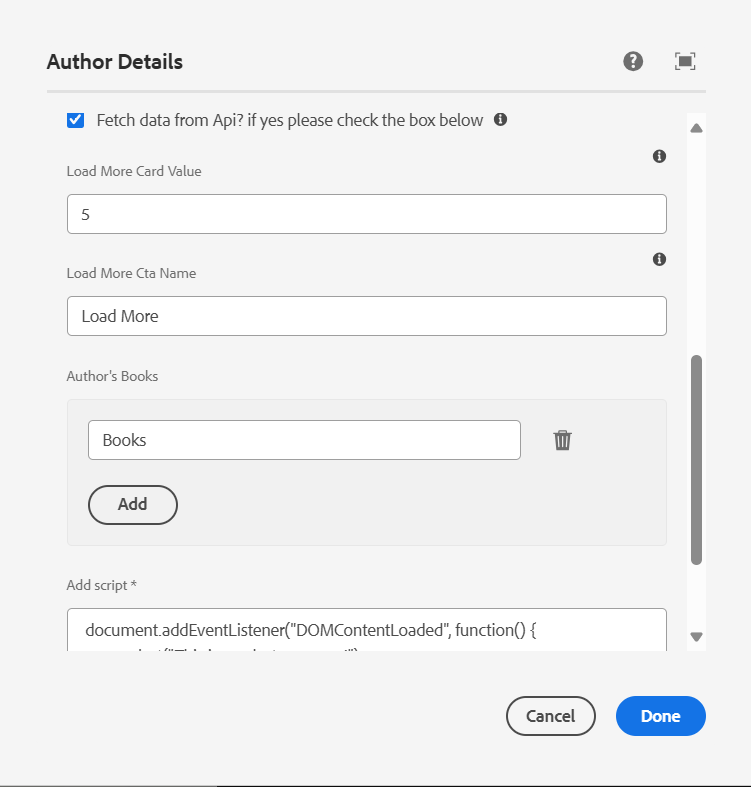 Author Details
Fetch data from Api? if yes please check the box below
Load More Card Value
5
Load More Cta Name
Load More
Author's Books
Books
Add
Add script *
document.addEventListener("DOMContentLoaded", function() {
Cancel
Done